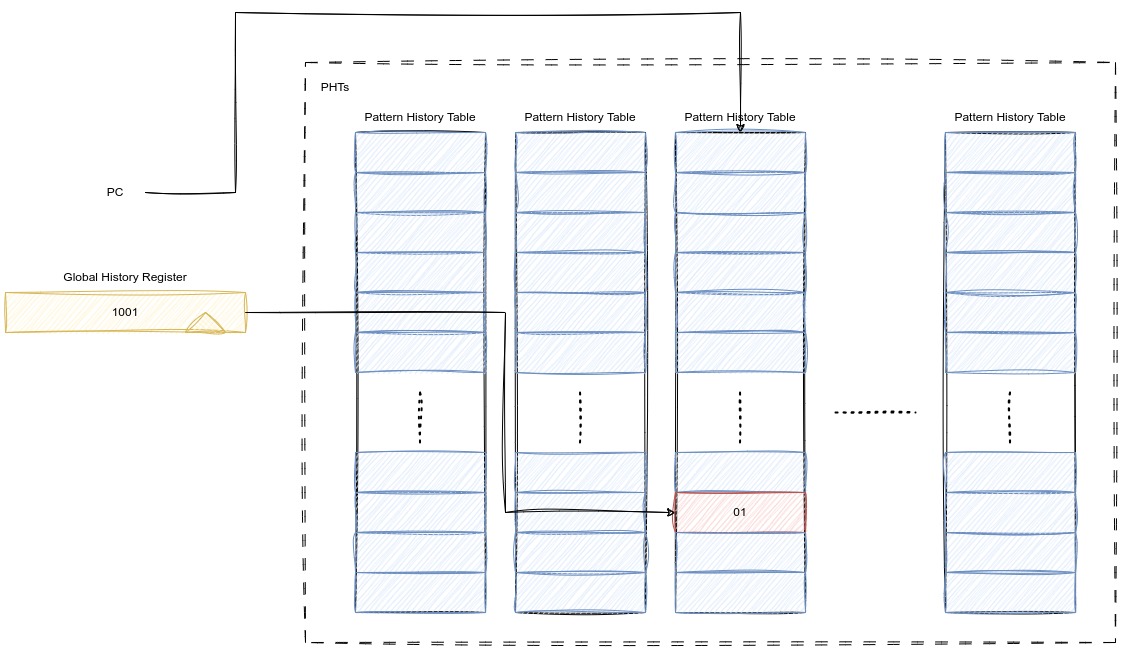 PHTs
Pattern History Table
Pattern History Table
Pattern History Table
Pattern History Table
PC
Global History Register
1001
01